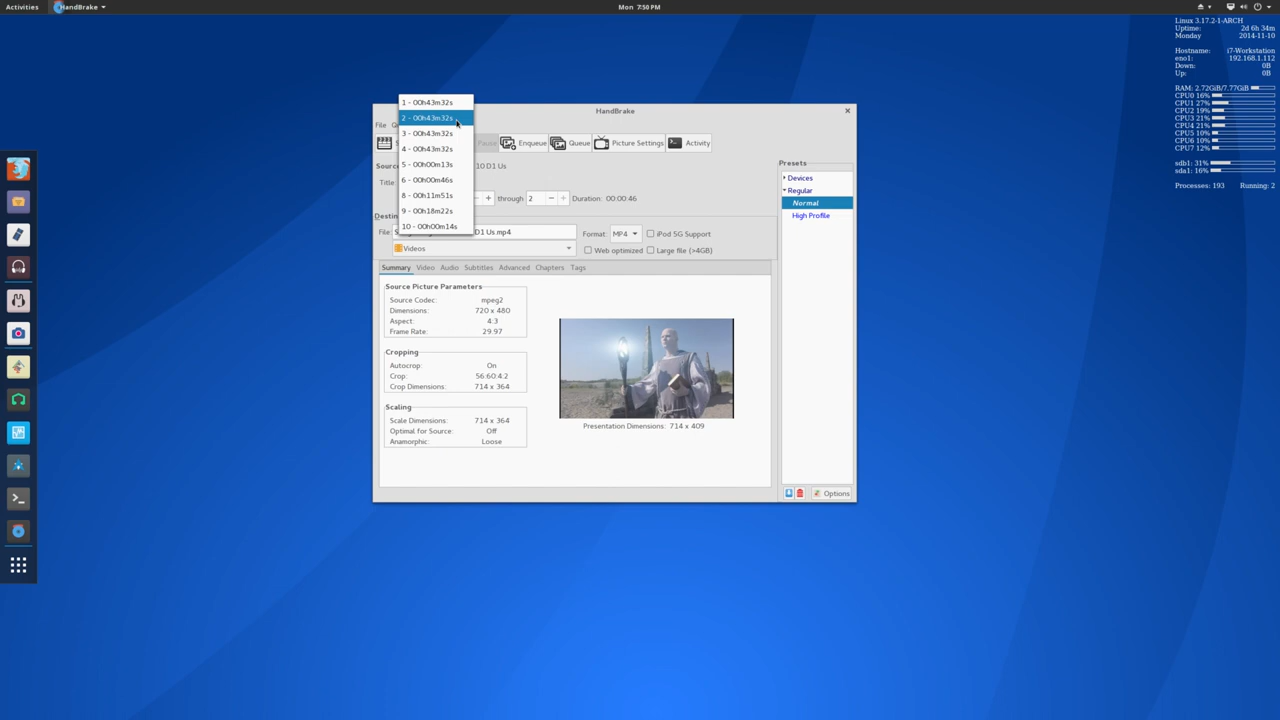 Activities
HandBrake
Mon 7:50 PM
Linux 3.17.2-1-ARCH
Uptime: 2d 6h 34m
Monday 2014-11-10
Hostname: i7-Workstation
eno1: 192.168.1.112
Down: 0B
Up: 0B
RAM: 2.72GiB/7.77GiB
CPU0 16%
CPU1 27%
CPU2 19%
CPU3 21%
CPU4 21%
CPU5 10%
CPU6 10%
CPU7 12%
sdb1: 31%
sda1: 16%
Processes: 193 Running: 2
HandBrake
1 - 00h43m32s
2 - 00h43m32s
3 - 00h43m32s
4 - 00h43m32s
5 - 00h00m13s
6 - 00h00m46s
8 - 00h11m51s
9 - 00h18m22s
10 - 00h00m14s
File
Pause
Enqueue
Queue
Picture Settings
Activity
10 D1 Us
Title
through 2 Duration: 00:00:46
File: D1 Us mp4
Format: MP4
iPod 5G Support
Videos
Web optimized
Large file (>4GB)
Summary Video Audio Subtitles Advanced Chapters Tags
Source Picture Parameters
Source Codec: mpeg2
Dimensions: 720 x 480
Aspect: 4:3
Frame Rate: 29.97
Cropping
Autocrop: On
Crop: 56:60:4:2
Crop Dimensions: 714 x 364
Scaling
Scale Dimensions: 714 x 364
Optimal for Source: Off
Anamorphic: Loose
Presentation Dimensions: 714 x 409
Presets
Devices
Regular
Normal
High Profile
Options